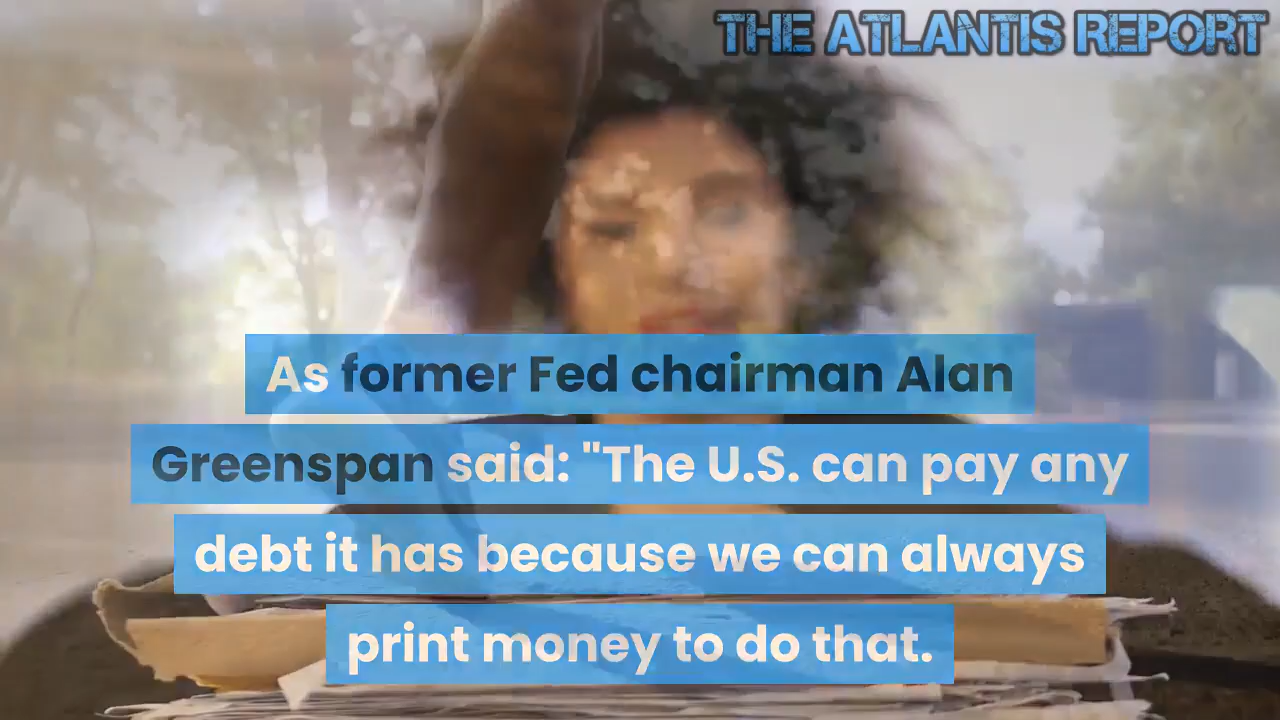 THE ATLANTIS REPORT
As former Fed chairman Alan
Greenspan said: "The U.S. can pay any
debt it has because we can always
print money to do that.